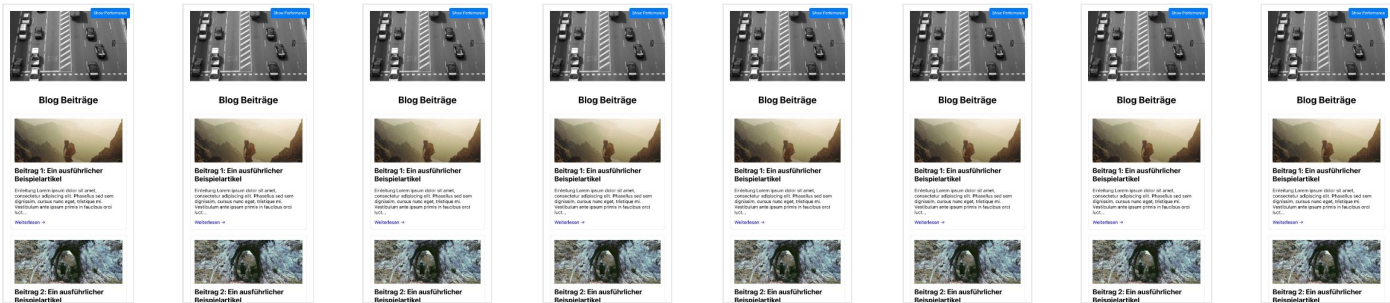 Show Performance
Blog Beiträge
Beitrag 1: Ein ausführlicher
Beispielartikel
Einleitung Lorem ipsum dolor sit amet,
consectetur adipiscing elit. Phasellus sed sem
dignissim, cursus nunc eget, tristique mi.
Vestibulum ante ipsum primis in faucibus orci
luct...
Weiterlesen →
Beitrag 2: Ein ausführlicher
Beispielartikel
Show Performance
Blog Beiträge
Beitrag 1: Ein ausführlicher
Beispielartikel
Einleitung Lorem ipsum dolor sit amet,
consectetur adipiscing elit. Phasellus sed sem
dignissim, cursus nunc eget, tristique mi.
Vestibulum ante ipsum primis in faucibus orci
luct...
Weiterlesen →
Beitrag 2: Ein ausführlicher
Beispielartikel
Show Performance
Blog Beiträge
Beitrag 1: Ein ausführlicher
Beispielartikel
Einleitung Lorem ipsum dolor sit amet,
consectetur adipiscing elit. Phasellus sed sem
dignissim, cursus nunc eget, tristique mi.
Vestibulum ante ipsum primis in faucibus orci
luct...
Weiterlesen →
Beitrag 2: Ein ausführlicher
Beispielartikel
Show Performance
Blog Beiträge
Beitrag 1: Ein ausführlicher
Beispielartikel
Einleitung Lorem ipsum dolor sit amet,
consectetur adipiscing elit. Phasellus sed sem
dignissim, cursus nunc eget, tristique mi.
Vestibulum ante ipsum primis in faucibus orci
luct...
Weiterlesen →
Beitrag 2: Ein ausführlicher
Beispielartikel
Show Performance
Blog Beiträge
Beitrag 1: Ein ausführlicher
Beispielartikel
Einleitung Lorem ipsum dolor sit amet,
consectetur adipiscing elit. Phasellus sed sem
dignissim, cursus nunc eget, tristique mi.
Vestibulum ante ipsum primis in faucibus orci
luct...
Weiterlesen →
Beitrag 2: Ein ausführlicher
Beispielartikel
Show Performance
Blog Beiträge
Beitrag 1: Ein ausführlicher
Beispielartikel
Einleitung Lorem ipsum dolor sit amet,
consectetur adipiscing elit. Phasellus sed sem
dignissim, cursus nunc eget, tristique mi.
Vestibulum ante ipsum primis in faucibus orci
luct...
Weiterlesen →
Beitrag 2: Ein ausführlicher
Beispielartikel
Show Performance
Blog Beiträge
Beitrag 1: Ein ausführlicher
Beispielartikel
Einleitung Lorem ipsum dolor sit amet,
consectetur adipiscing elit. Phasellus sed sem
dignissim, cursus nunc eget, tristique mi.
Vestibulum ante ipsum primis in faucibus orci
luct...
Weiterlesen →
Beitrag 2: Ein ausführlicher
Beispielartikel
Show Performance
Blog Beiträge
Beitrag 1: Ein ausführlicher
Beispielartikel
Einleitung Lorem ipsum dolor sit amet,
consectetur adipiscing elit. Phasellus sed sem
dignissim, cursus nunc eget, tristique mi.
Vestibulum ante ipsum primis in faucibus orci
luct...
Weiterlesen →
Beitrag 2: Ein ausführlicher
Beispielartikel